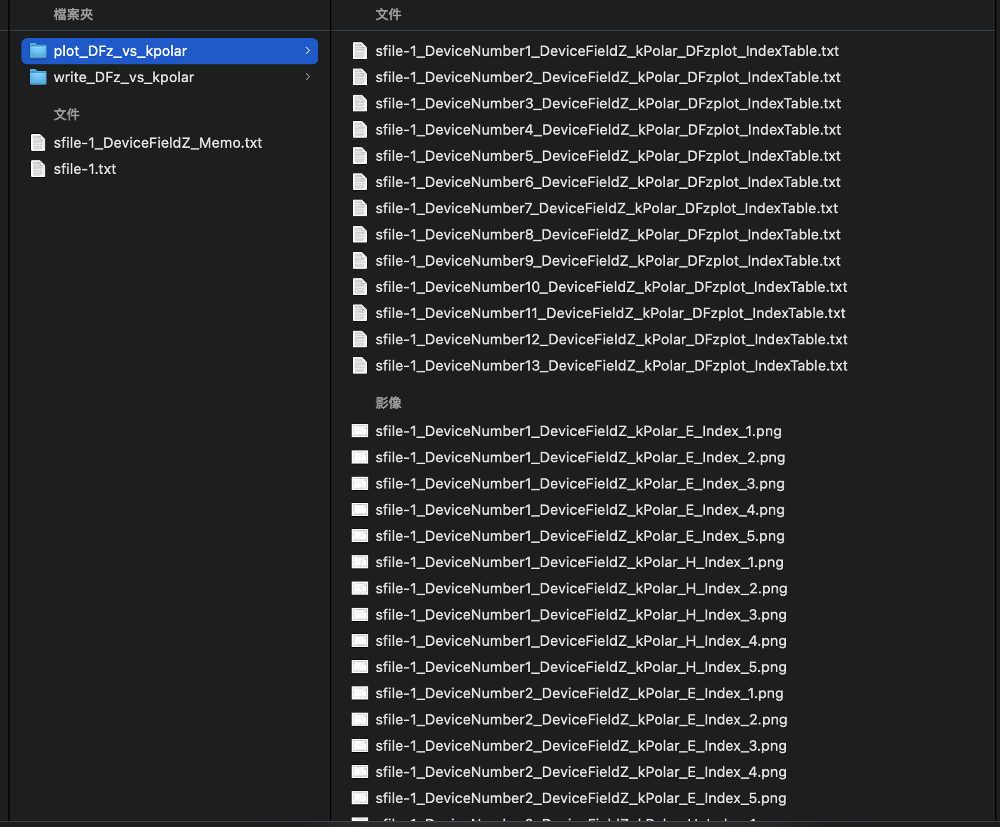 檔案夾
plot_DFz_vs_kpolar
write_DFz_vs_kpolar
文件
sfile-1_DeviceFieldZ_Memo.txt
sfile-1.txt
文件
sfile-1_DeviceNumber1_DeviceFieldZ_kPolar_DFzplot_IndexTable.txt
sfile-1_DeviceNumber2_DeviceFieldZ_kPolar_DFzplot_IndexTable.txt
sfile-1_DeviceNumber3_DeviceFieldZ_kPolar_DFzplot_IndexTable.txt
sfile-1_DeviceNumber4_DeviceFieldZ_kPolar_DFzplot_IndexTable.txt
sfile-1_DeviceNumber5_DeviceFieldZ_kPolar_DFzplot_IndexTable.txt
sfile-1_DeviceNumber6_DeviceFieldZ_kPolar_DFzplot_IndexTable.txt
sfile-1_DeviceNumber7_DeviceFieldZ_kPolar_DFzplot_IndexTable.txt
sfile-1_DeviceNumber8_DeviceFieldZ_kPolar_DFzplot_IndexTable.txt
sfile-1_DeviceNumber9_DeviceFieldZ_kPolar_DFzplot_IndexTable.txt
sfile-1_DeviceNumber10_DeviceFieldZ_kPolar_DFzplot_IndexTable.txt
sfile-1_DeviceNumber11_DeviceFieldZ_kPolar_DFzplot_IndexTable.txt
sfile-1_DeviceNumber12_DeviceFieldZ_kPolar_DFzplot_IndexTable.txt
sfile-1_DeviceNumber13_DeviceFieldZ_kPolar_DFzplot_IndexTable.txt
影像
sfile-1_DeviceNumber1_DeviceFieldZ_kPolar_E_Index_1.png
sfile-1_DeviceNumber1_DeviceFieldZ_kPolar_E_Index_2.png
sfile-1_DeviceNumber1_DeviceFieldZ_kPolar_E_Index_3.png
sfile-1_DeviceNumber1_DeviceFieldZ_kPolar_E_Index_4.png
sfile-1_DeviceNumber1_DeviceFieldZ_kPolar_E_Index_5.png
sfile-1_DeviceNumber1_DeviceFieldZ_kPolar_H_Index_1.png
sfile-1_DeviceNumber1_DeviceFieldZ_kPolar_H_Index_2.png
sfile-1_DeviceNumber1_DeviceFieldZ_kPolar_H_Index_3.png
sfile-1_DeviceNumber1_DeviceFieldZ_kPolar_H_Index_4.png
sfile-1_DeviceNumber1_DeviceFieldZ_kPolar_H_Index_5.png
sfile-1_DeviceNumber2_DeviceFieldZ_kPolar_E_Index_1.png
sfile-1_DeviceNumber2_DeviceFieldZ_kPolar_E_Index_2.png
sfile-1_DeviceNumber2_DeviceFieldZ_kPolar_E_Index_3.png
sfile-1_DeviceNumber2_DeviceFieldZ_kPolar_E_Index_4.png
sfile-1_DeviceNumber2_DeviceFieldZ_kPolar_E_Index_5.png